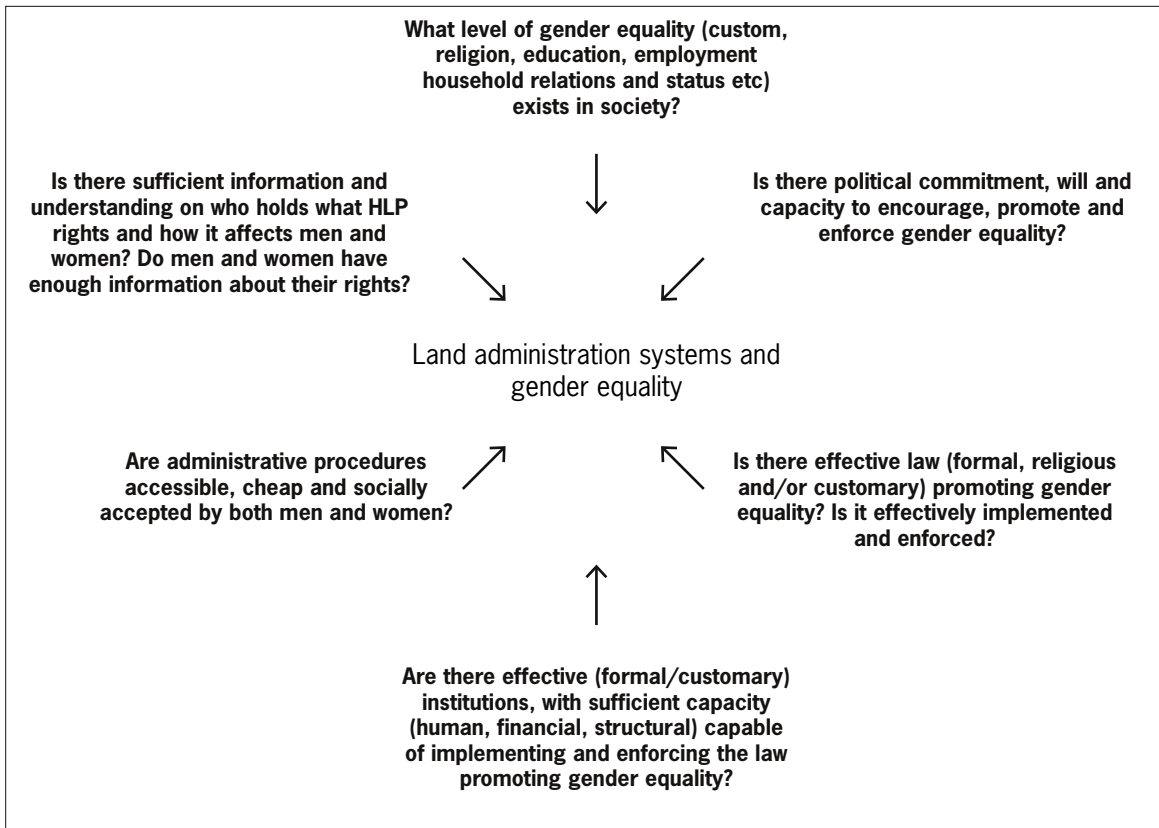 What level of gender equality (custom,
religion, education, employment
household relations and status etc)
exists in society?
Is there sufficient information and
understanding on who holds what HLP
rights and how it affects men and
women? Do men and women have
enough information about their rights?
Is there political commitment, will and
capacity to encourage, promote and
enforce gender equality?
Land administration systems and
gender equality
Are administrative procedures
accessible, cheap and socially
accepted by both men and women?
Is there effective law (formal, religious
and/or customary) promoting gender
equality? Is it effectively implemented
and enforced?
Are there effective (formal/customary)
institutions, with sufficient capacity
(human, financial, structural) capable
of implementing and enforcing the law
promoting gender equality?